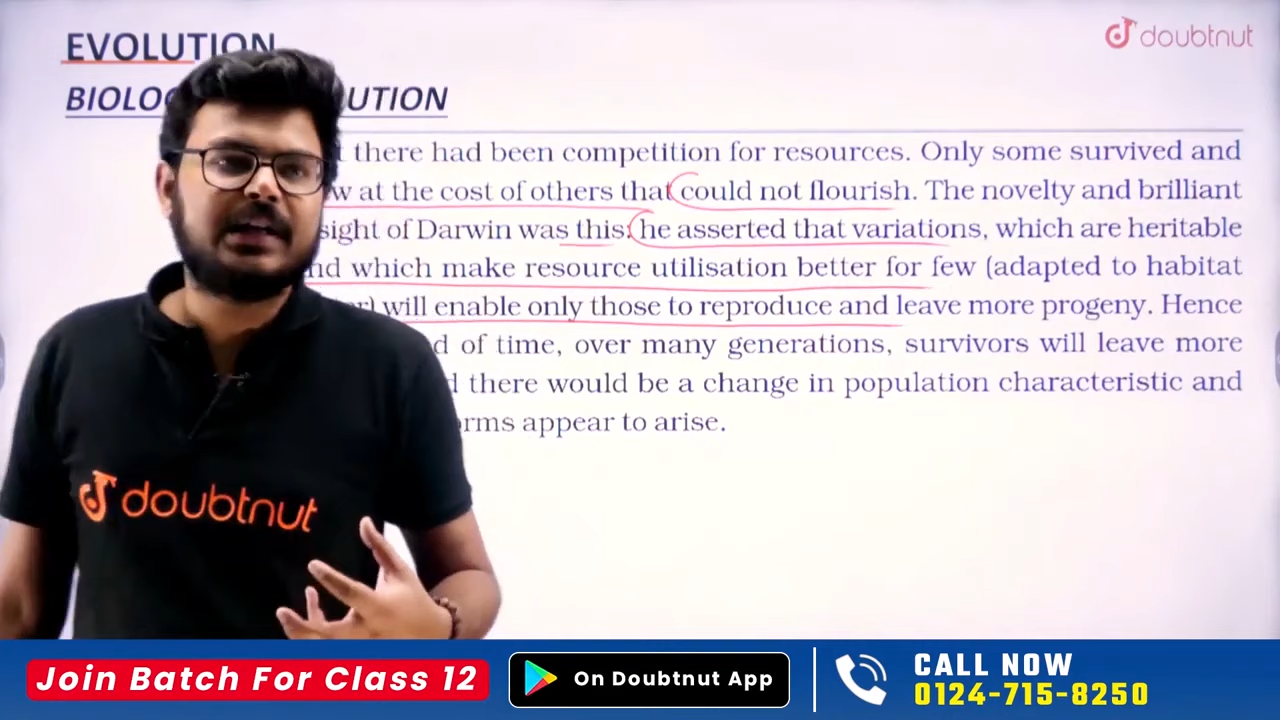 EVOLUTION
doubtnut
BIOLO UTION
there had been competition for resources. Only some survived and
at the cost of others that could not flourish. The novelty and brilliant
sight of Darwin was this: he asserted that variations, which are heritable
nd which make resource utilisation better for few (adapted to habitat
will enable only those to reproduce and leave more progeny. Hence
d of time, over many generations, survivors will leave more
there would be a change in population characteristic and
rms appear to arise.
doubtnut
Join Batch For Class 12
On Doubtnut App
CALL NOW
0124-715-8250